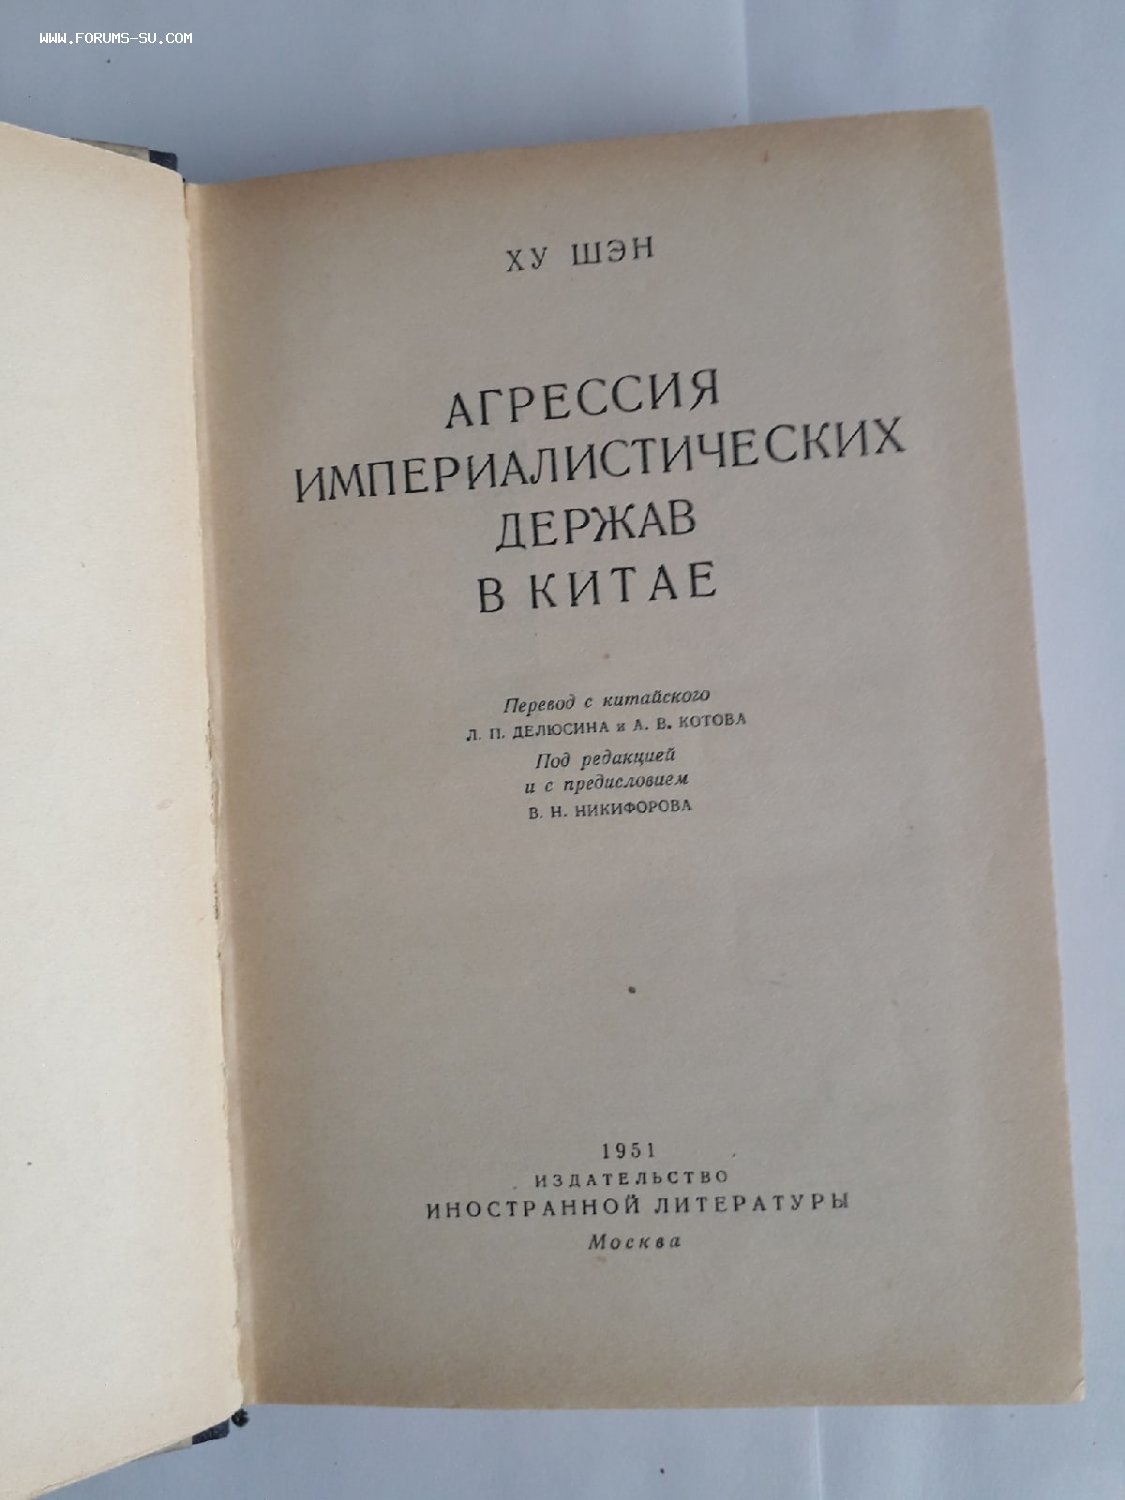 WWW.FORUMS-SU.COM
ХУ ШЭН
АГРЕССИЯ
ИМПЕРИАЛИСТИЧЕСКИХ
ДЕРЖАВ
В КИТАЕ
Перевод с китайского
Л. П. ДЕЛЮСИНА и А. В. КОТОВА
Под редакцией
и с предисловием
В. Н. НИКИФОРОВА
1951
ИЗДАТЕЛЬСТВО
ИНОСТРАННОЙ ЛИТЕРАТУРЫ
Москва